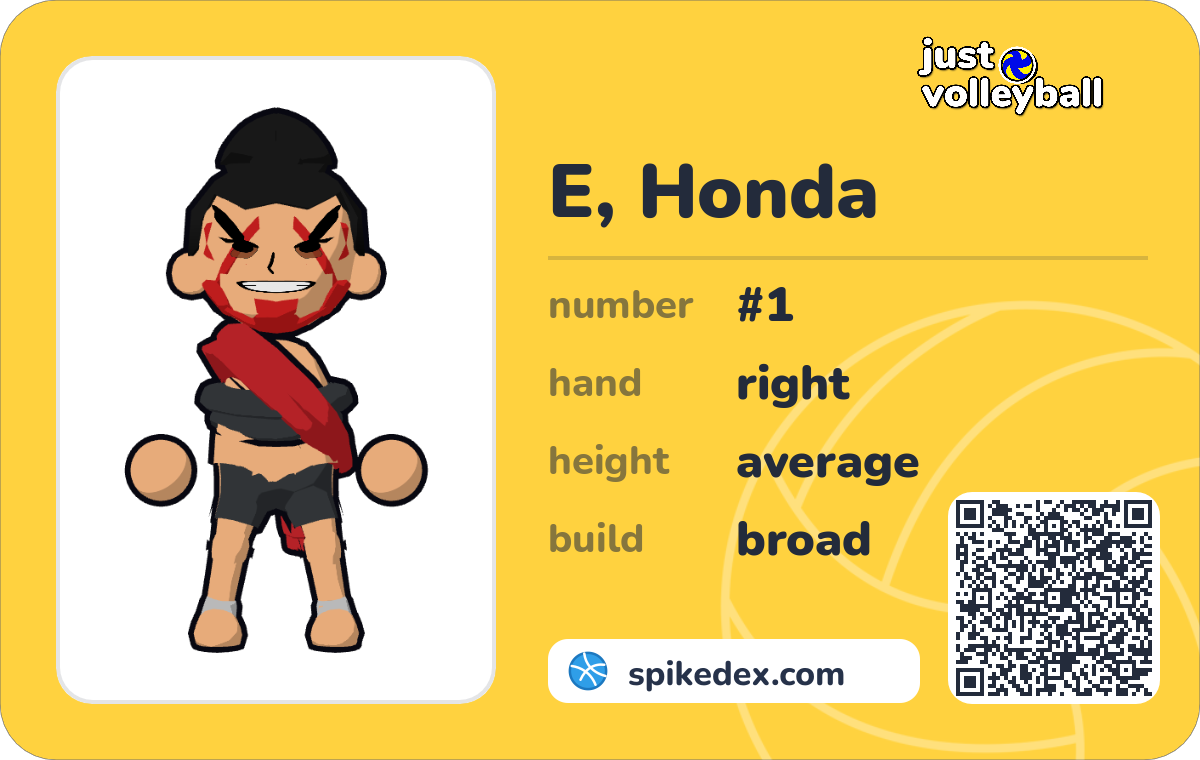 just
volleyball
E, Honda
number #1
hand right
height average
build broad
spikedex.com